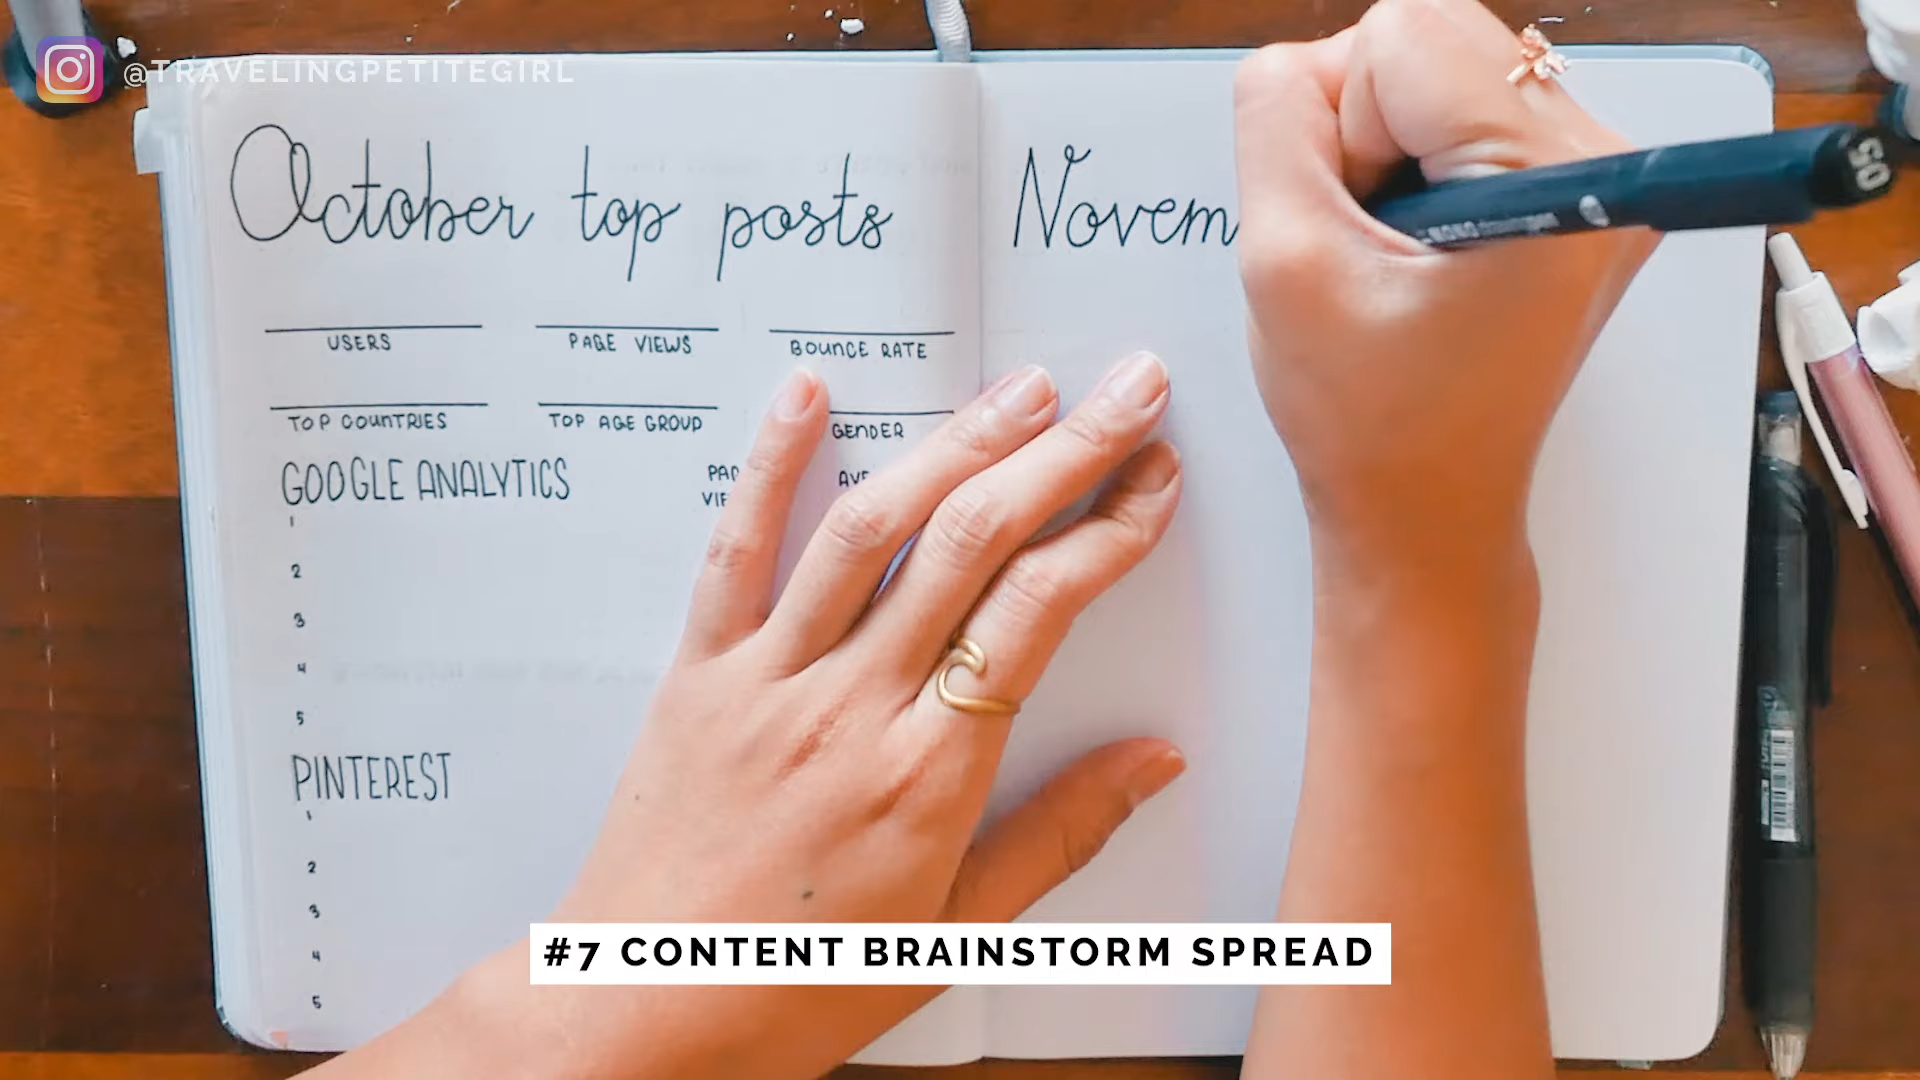 @TRAVELINGPETITEGIRL
October top posts
Novem
USERS
PAGE VIEWS
BOUNCE RATE
TOP COUNTRIES
TOP AGE GROUP
GENDER
GOOGLE ANALYTICS
1
2
3
4
5
PINTEREST
1
2
3
4
5
05
#7 CONTENT BRAINSTORM SPREAD